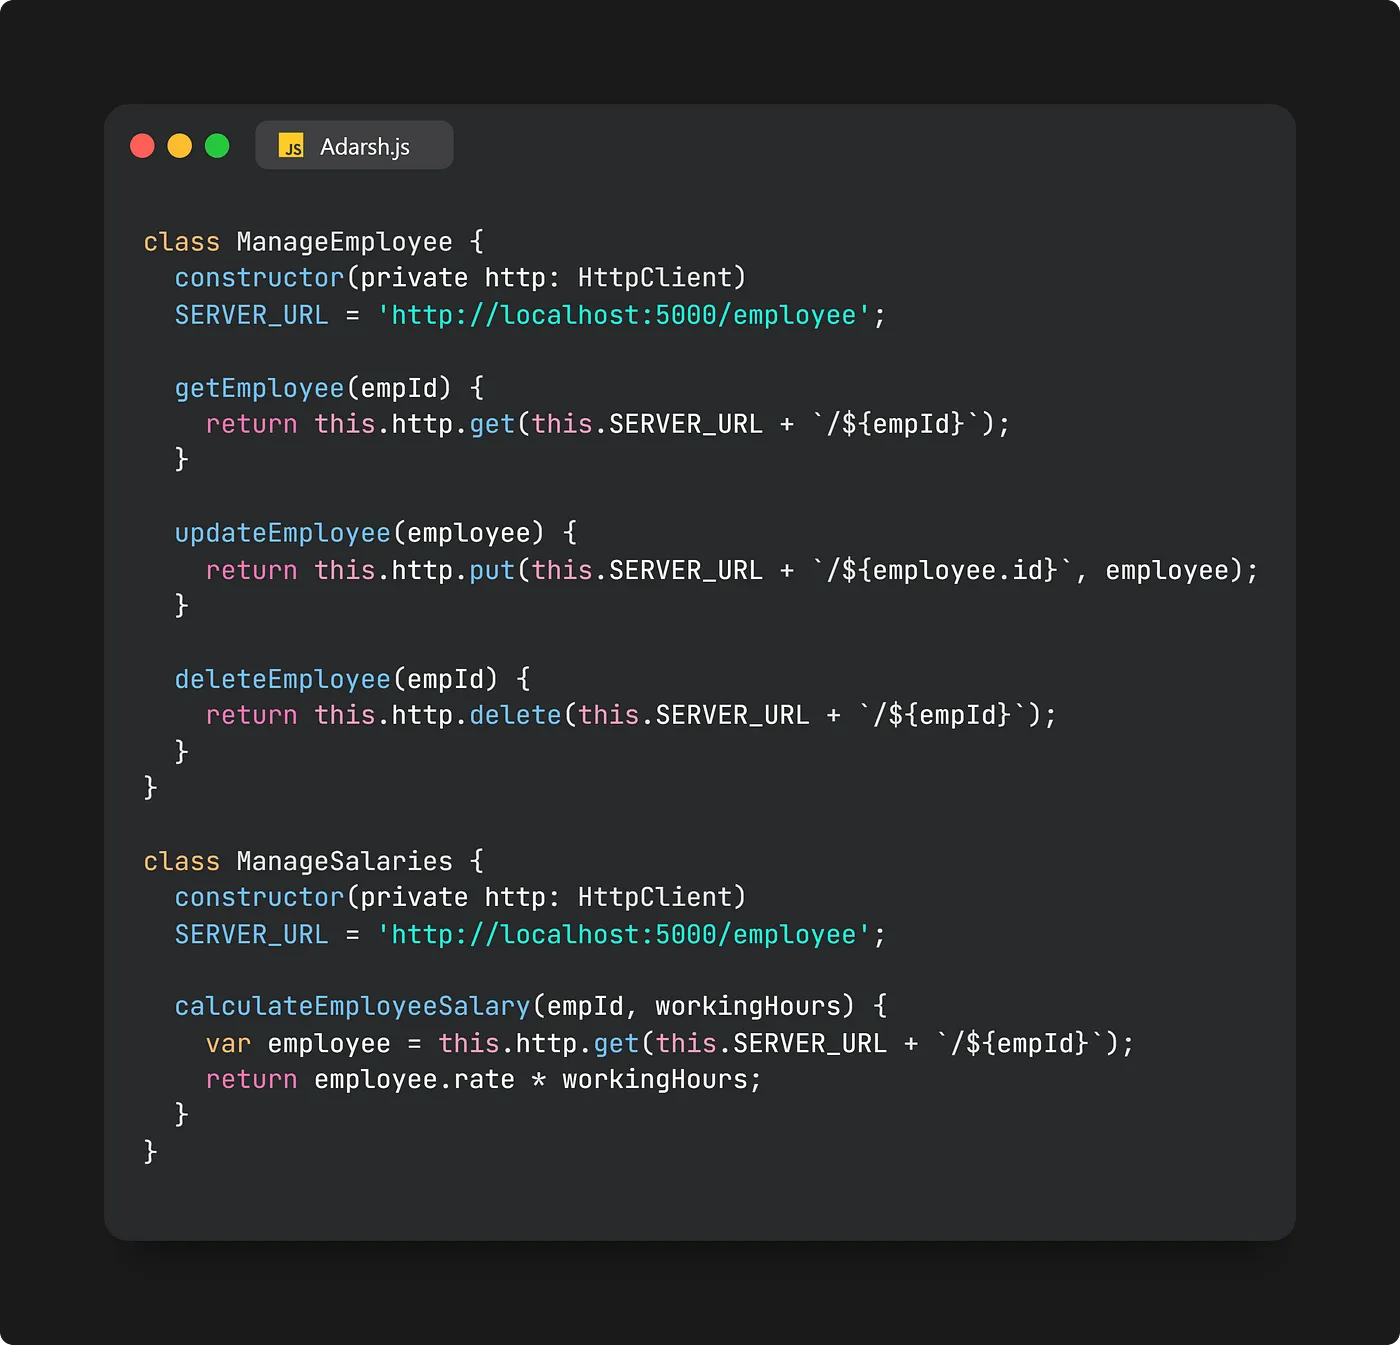 JS Adarsh.js
class ManageEmployee {
  constructor(private http: HttpClient)
  SERVER_URL = 'http://localhost:5000/employee';

  getEmployee(empId) {
    return this.http.get(this.SERVER_URL + `/${empId}`);
  }

  updateEmployee(employee) {
    return this.http.put(this.SERVER_URL + `/${employee.id}`, employee);
  }

  deleteEmployee(empId) {
    return this.http.delete(this.SERVER_URL + `/${empId}`);
  }
}

class ManageSalaries {
  constructor(private http: HttpClient)
  SERVER_URL = 'http://localhost:5000/employee';

  calculateEmployeeSalary(empId, workingHours) {
    var employee = this.http.get(this.SERVER_URL + `/${empId}`);
    return employee.rate * workingHours;
  }
}